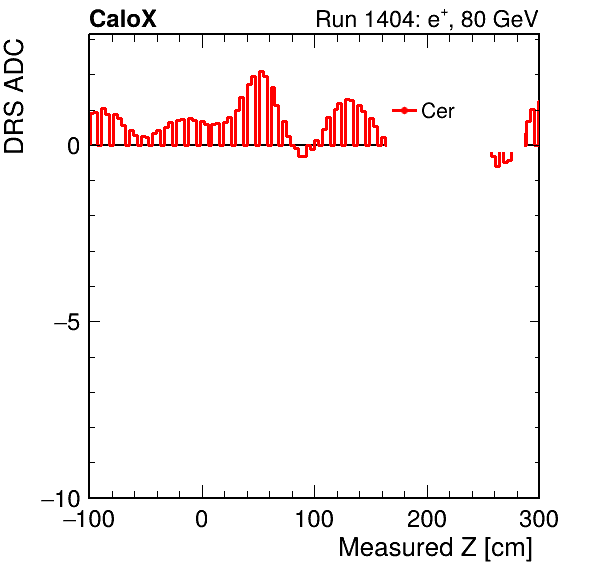 CaloX Run 1404: e⁺, 80 GeV
DRS ADC
Cer
0
−5
−10
−100 0 100 200 300
Measured Z [cm]